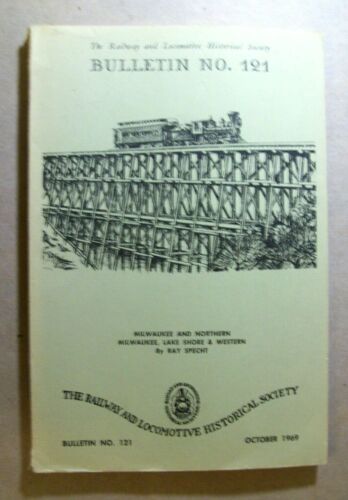 The Railway and Locomotive Historical Society
BULLETIN NO. 121
MILWAUKEE AND NORTHERN
MILWAUKEE, LAKE SHORE & WESTERN
By RAY SPECHT
THE RAILWAY AND LOCOMOTIVE HISTORICAL SOCIETY
BULLETIN NO. 121
OCTOBER 1969